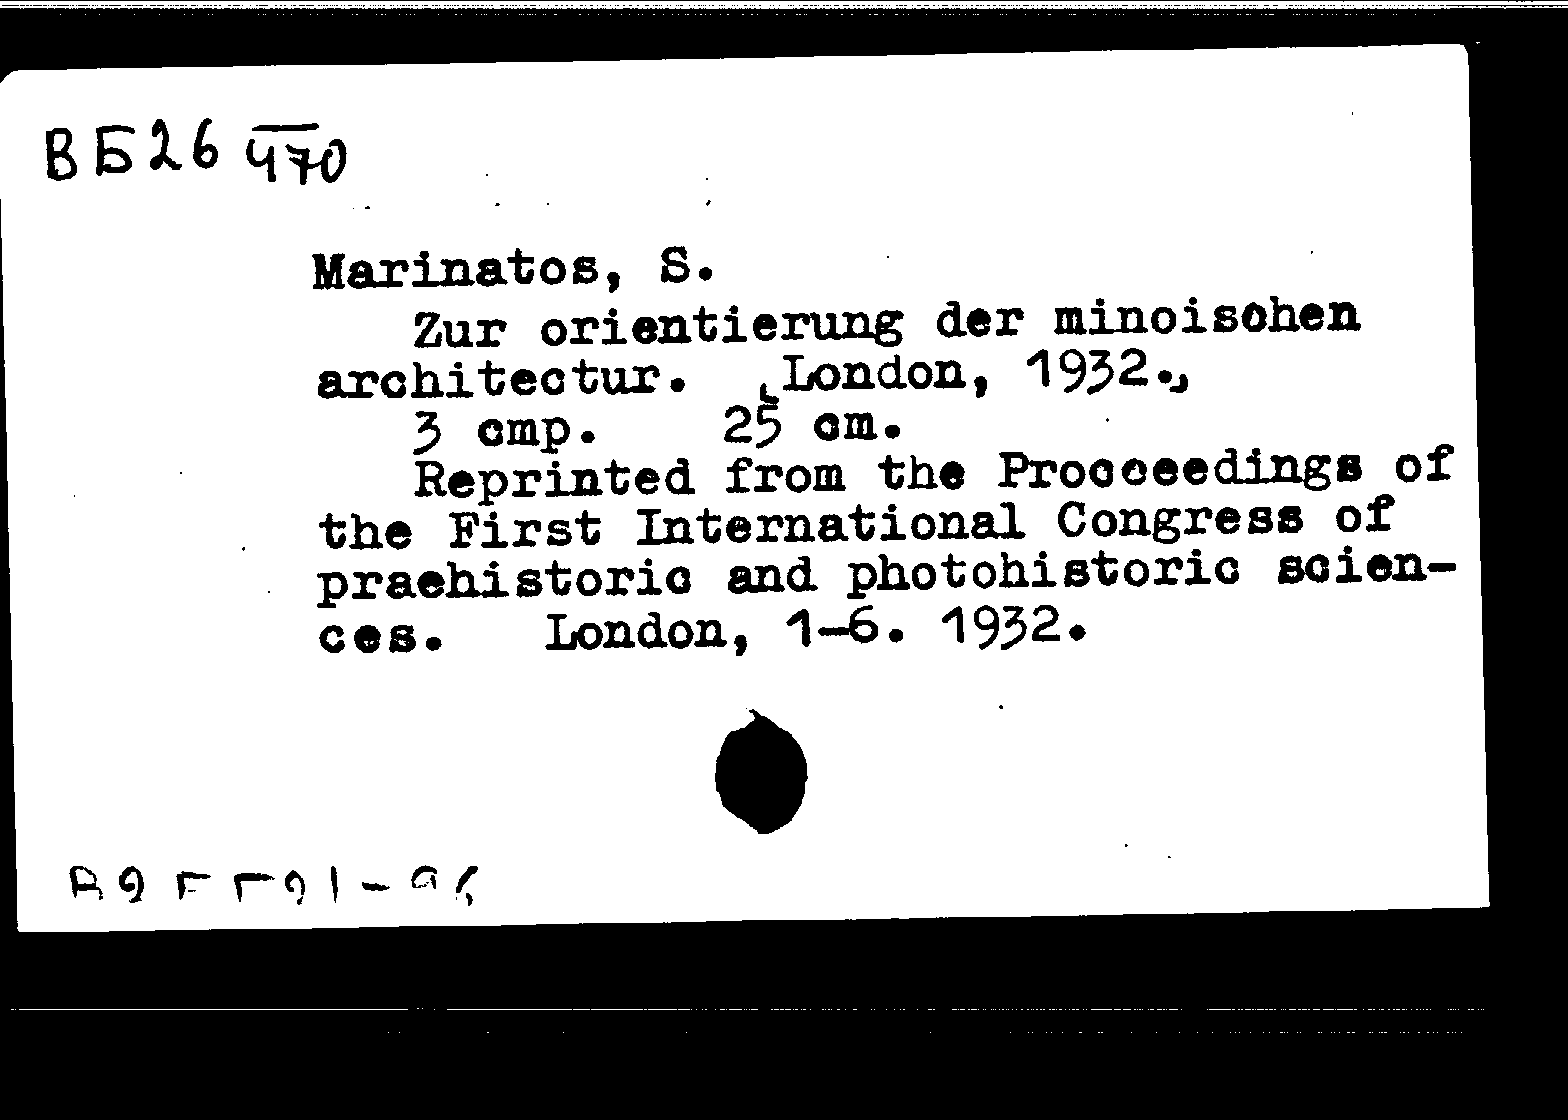 ВБ26 470
Marinatos, S.
Zur orientierung der minoischen
architectur. [London, 1932.]
3 cmp. 25 cm.
Reprinted from the Procceedings of
the First International Congress of
praehistoric and photohistoric scien-
ces. London, 1-6. 1932.